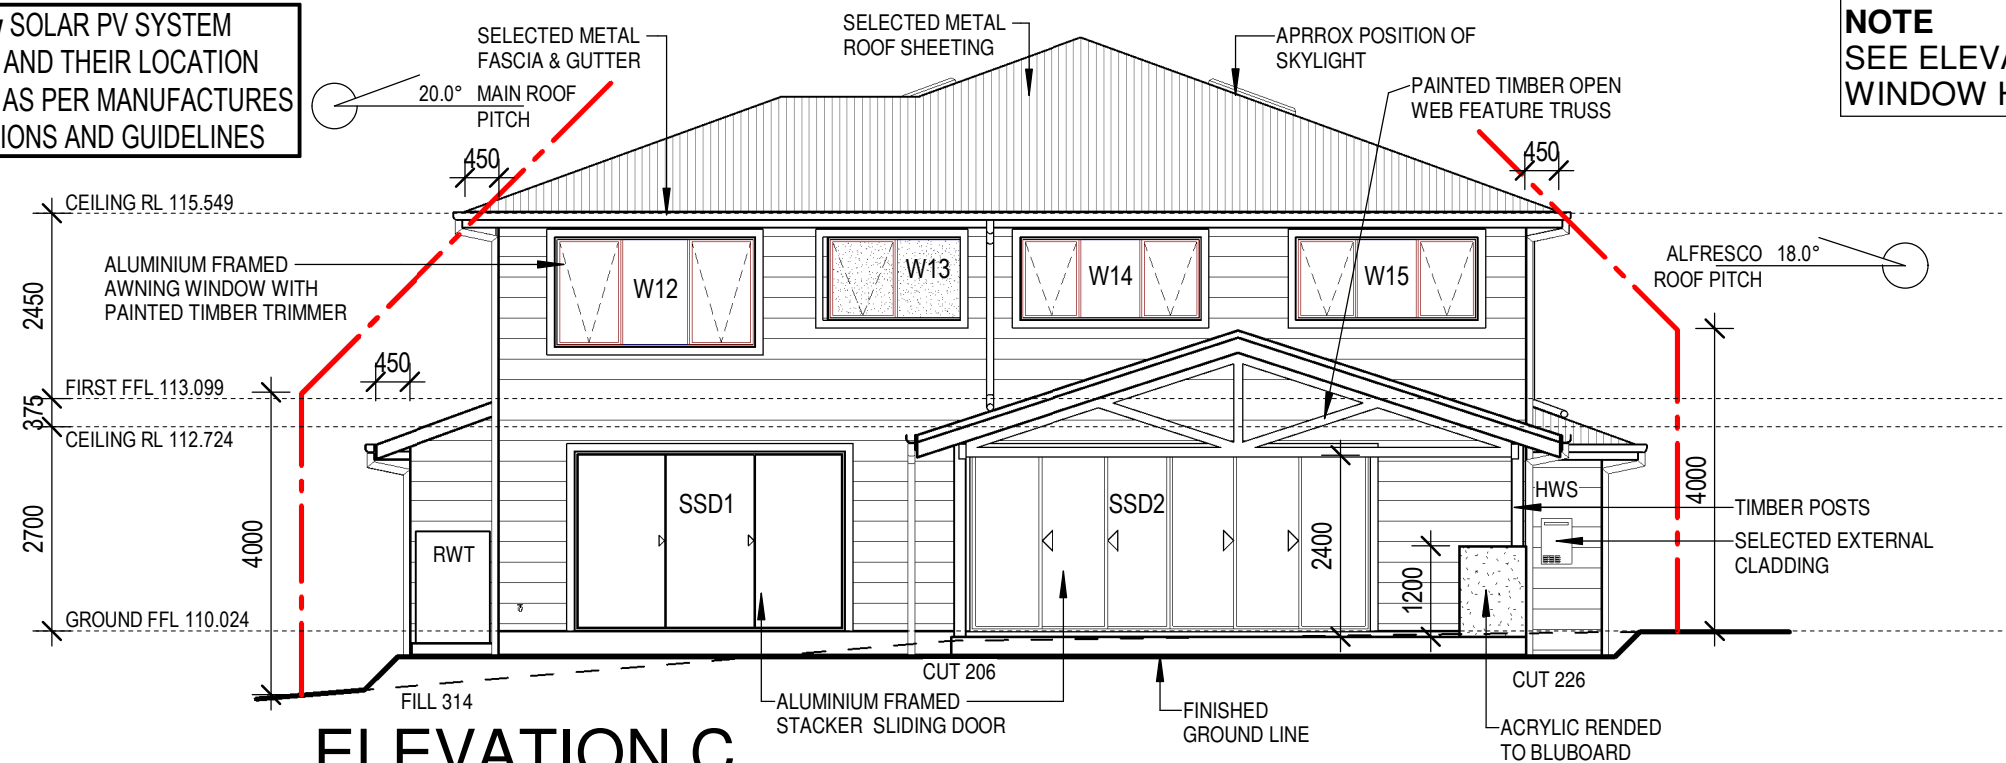 SOLAR PV SYSTEM
AND THEIR LOCATION
AS PER MANUFACTURES
IONS AND GUIDELINES
SELECTED METAL
FASCIA & GUTTER
20.0° MAIN ROOF
PITCH
SELECTED METAL
ROOF SHEETING
APRROX POSITION OF
SKYLIGHT
PAINTED TIMBER OPEN
WEB FEATURE TRUSS
NOTE
SEE ELEVA
WINDOW H
450
450
CEILING RL 115.549
ALUMINIUM FRAMED
AWNING WINDOW WITH
PAINTED TIMBER TRIMMER
W12
W13
W14
W15
ALFRESCO 18.0°
ROOF PITCH
2450
450
FIRST FFL 113.099
375
CEILING RL 112.724
2700
4000
RWT
SSD1
SSD2
2400
1200
HWS
4000
TIMBER POSTS
SELECTED EXTERNAL
CLADDING
GROUND FFL 110.024
FILL 314
CUT 206
CUT 226
ALUMINIUM FRAMED
STACKER SLIDING DOOR
FINISHED
GROUND LINE
ACRYLIC RENDED
TO BLUBOARD
ELEVATION C